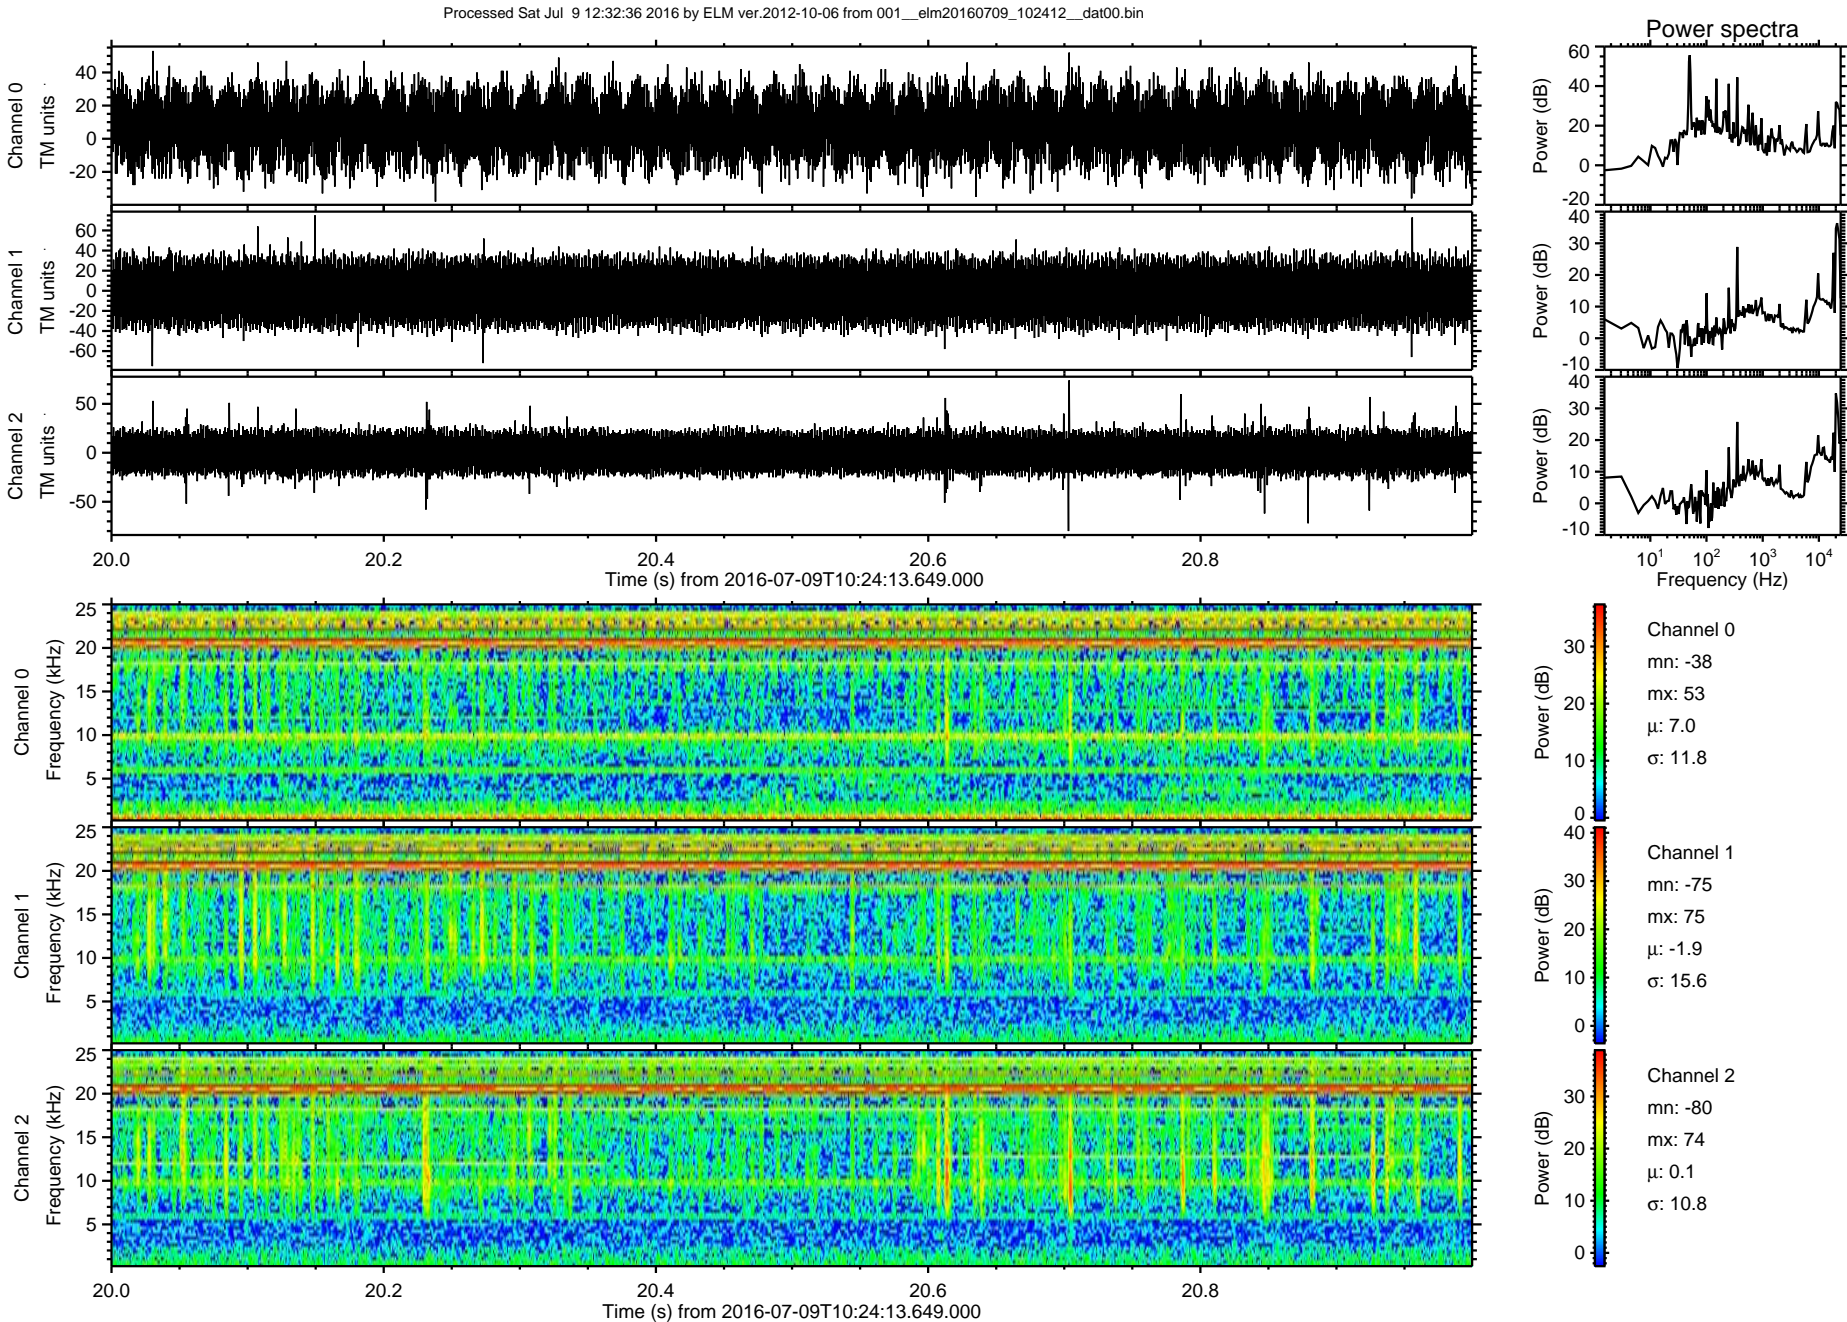 Processed Sat Jul 9 12:32:36 2016 by ELM ver.2012-10-06 from 001__elm20160709_102412__dat00.bin
Power spectra
Channel 0
TM units
40
20
0
-20
Power (dB)
60
40
20
0
-20
Channel 1
TM units
60
40
20
0
-20
-40
-60
Power (dB)
40
30
20
10
0
-10
Channel 2
TM units
50
0
-50
Power (dB)
40
30
20
10
0
-10
20.0 20.2 20.4 20.6 20.8
Time (s) from 2016-07-09T10:24:13.649.000
10¹ 10² 10³ 10⁴
Frequency (Hz)
Channel 0
Frequency (kHz)
25
20
15
10
5
Power (dB)
30
20
10
0
Channel 0
mn: -38
mx: 53
μ: 7.0
σ: 11.8
Channel 1
Frequency (kHz)
25
20
15
10
5
Power (dB)
40
30
20
10
0
Channel 1
mn: -75
mx: 75
μ: -1.9
σ: 15.6
Channel 2
Frequency (kHz)
25
20
15
10
5
Power (dB)
30
20
10
0
Channel 2
mn: -80
mx: 74
μ: 0.1
σ: 10.8
20.0 20.2 20.4 20.6 20.8
Time (s) from 2016-07-09T10:24:13.649.000